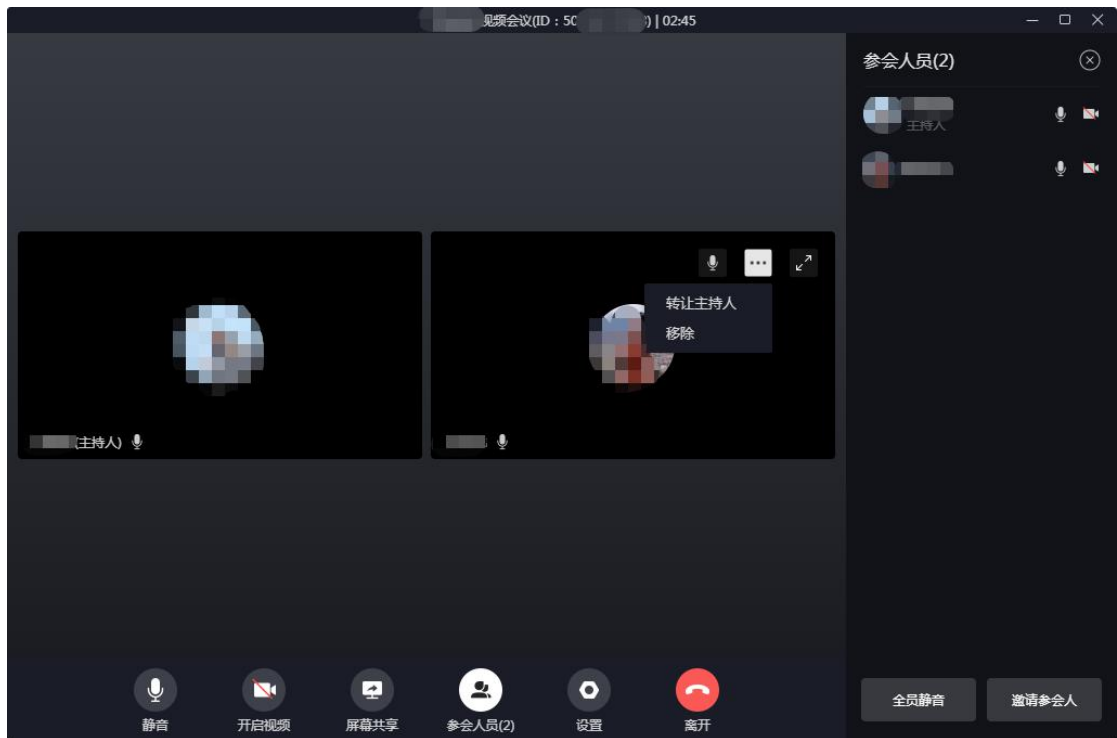 视频会议(ID：50 ) | 02:45
参会人员(2)
主持人
转让主持人
移除
(主持人)
静音
开启视频
屏幕共享
参会人员(2)
设置
离开
全员静音
邀请参会人